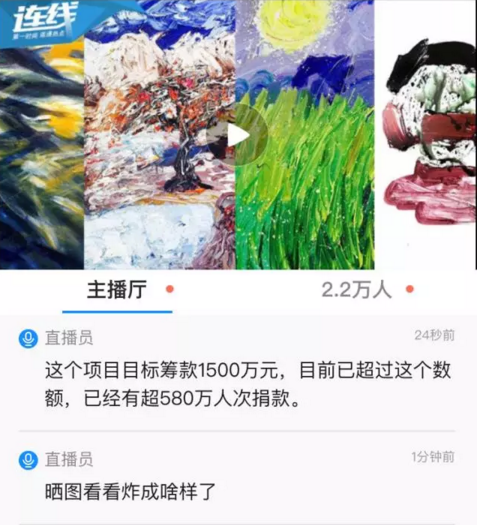 连线
第一时间 直通热点
主播厅
2.2万人
直播员
24秒前
这个项目目标筹款1500万元，目前已超过这个数
额，已经有超580万人次捐款。
直播员
1分钟前
晒图看看炸成啥样了